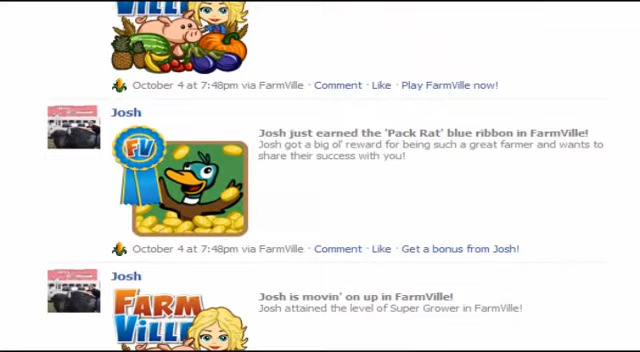 VILLE
October 4 at 7:48pm via FarmVille · Comment · Like · Play FarmVille now!
Josh
FV
Josh just earned the 'Pack Rat' blue ribbon in FarmVille!
Josh got a big ol' reward for being such a great farmer and wants to
share their success with you!
October 4 at 7:48pm via FarmVille · Comment · Like · Get a bonus from Josh!
Josh
FARM
VILLE
Josh is movin' on up in FarmVille!
Josh attained the level of Super Grower in FarmVille!